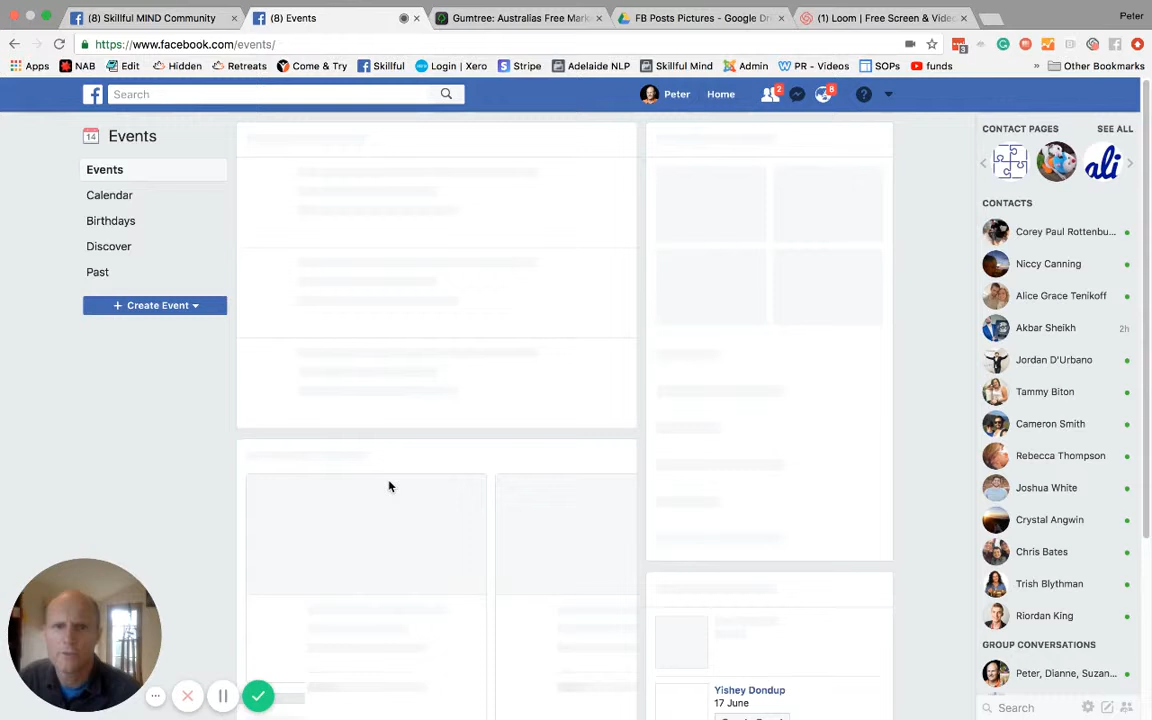 (8) Skillful MIND Community
(8) Events
Gumtree: Australias Free Mark
FB Posts Pictures - Google Dr
(1) Loom | Free Screen & Vide
Peter
https://www.facebook.com/events/
3
Apps
NAB
Edit
Hidden
Retreats
Come & Try
Skillful
Login | Xero
Stripe
Adelaide NLP
Skillful Mind
Admin
PR - Videos
SOPs
funds
»
Other Bookmarks
Search
Peter
Home
2
8
14
Events
Events
Calendar
Birthdays
Discover
Past
+ Create Event
Yishey Dondup
17 June
CONTACT PAGES
SEE ALL
ali
CONTACTS
Corey Paul Rottenbu...
Niccy Canning
Alice Grace Tenikoff
Akbar Sheikh
2h
Jordan D'Urbano
Tammy Biton
Cameron Smith
Rebecca Thompson
Joshua White
Crystal Angwin
Chris Bates
Trish Blythman
Riordan King
GROUP CONVERSATIONS
Peter, Dianne, Suzan...
Search